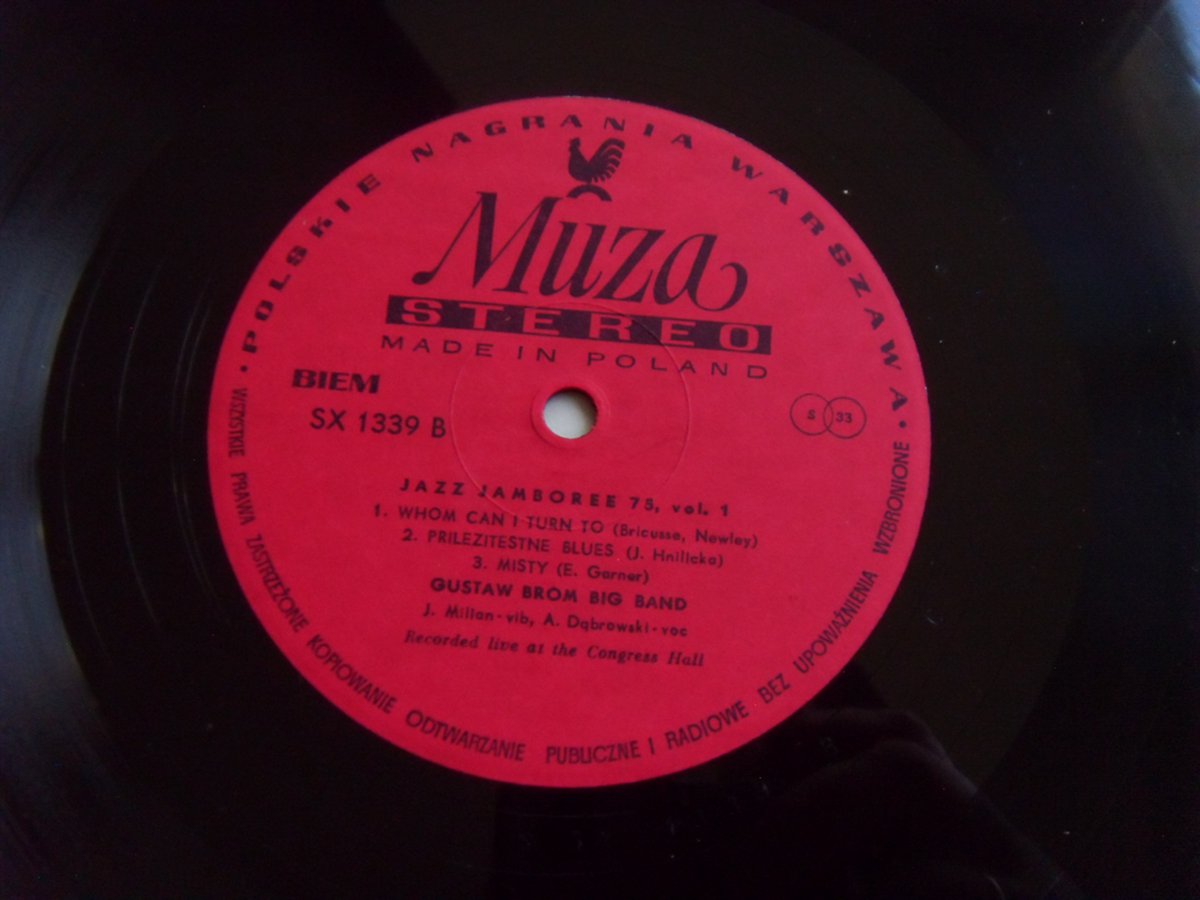 • POLSKIE NAGRANIA WARSZAWA •
Muza
STEREO
MADE IN POLAND
BIEM
SX 1339 B
S 33
JAZZ JAMBOREE 75, vol. 1
1. WHOM CAN I TURN TO (Bricusse, Newley)
2. PRILEZITESTNE BLUES (J. Hnilicka)
3. MISTY (E. Garner)
GUSTAW BROM BIG BAND
J. Milian-vib, A. Dąbrowski-voc
Recorded live at the Congress Hall
WSZYSTKIE PRAWA ZASTRZEŻONE KOPIOWANIE ODTWARZANIE PUBLICZNE I RADIOWE BEZ UPOWAŻNIENIA WZBRONIONE